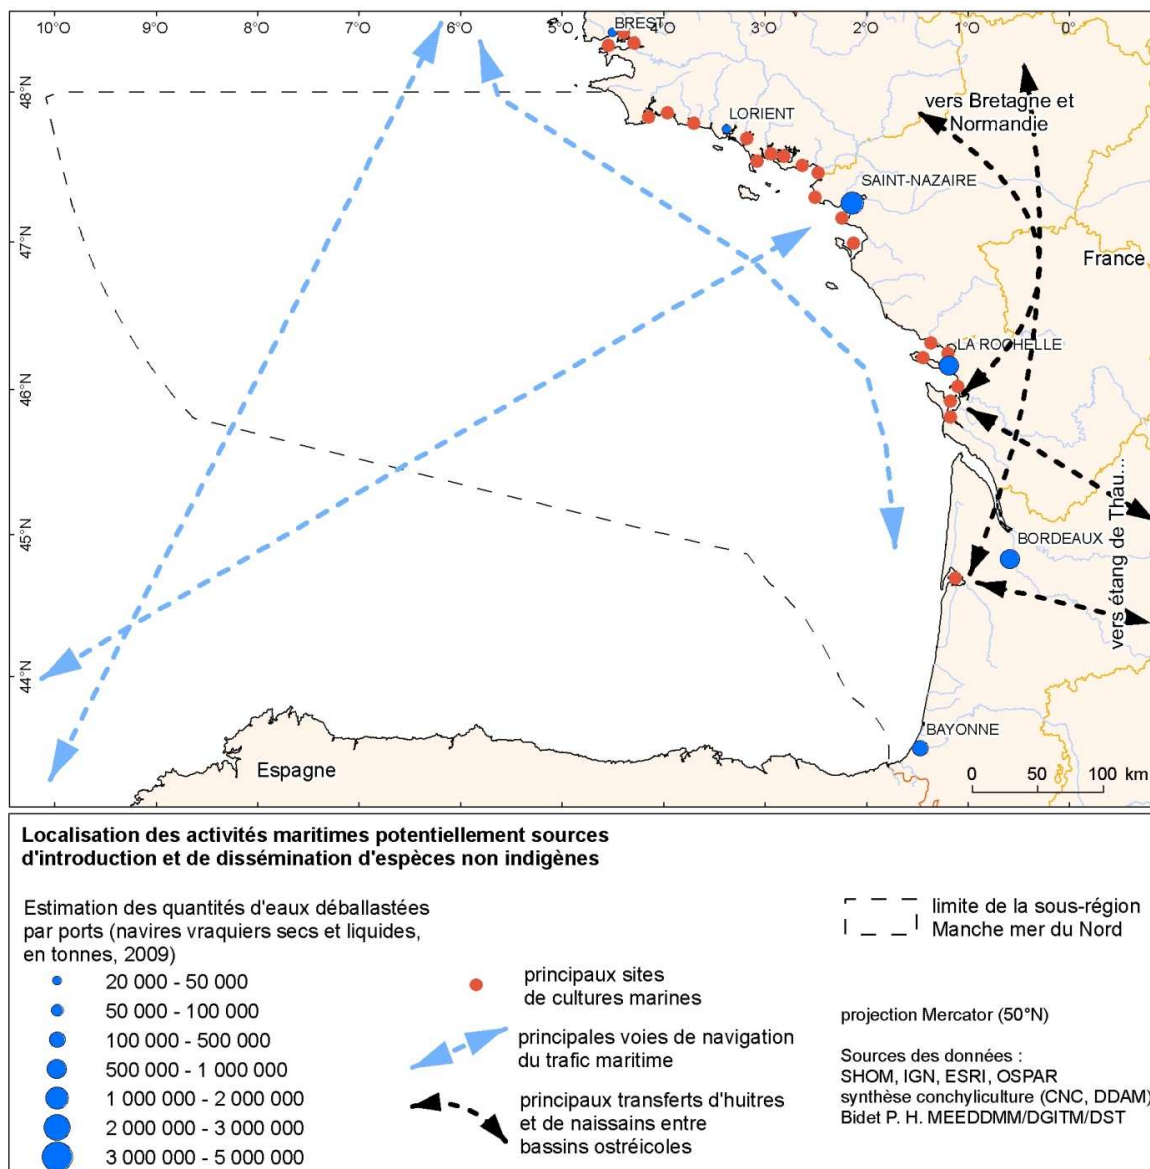 10°O 9°O 8°O 7°O 6°O 5°O 4°O 3°O 2°O 1°O 0°
BREST
48°N
vers Bretagne et
Normandie
LORIENT
SAINT-NAZAIRE
47°N
France
LA ROCHELLE
46°N
vers étang de Thau...
45°N
BORDEAUX
44°N
BAYONNE
Espagne
0 50 100 km
Localisation des activités maritimes potentiellement sources
d'introduction et de dissémination d'espèces non indigènes
Estimation des quantités d'eaux déballastées
par ports (navires vraquiers secs et liquides,
en tonnes, 2009)
20 000 - 50 000
50 000 - 100 000
100 000 - 500 000
500 000 - 1 000 000
1 000 000 - 2 000 000
2 000 000 - 3 000 000
3 000 000 - 5 000 000
principaux sites
de cultures marines
principales voies de navigation
du trafic maritime
principaux transferts d'huitres
et de naissains entre
bassins ostréicoles
limite de la sous-région
Manche mer du Nord
projection Mercator (50°N)
Sources des données :
SHOM, IGN, ESRI, OSPAR
synthèse conchyliculture (CNC, DDAM)
Bidet P. H. MEEDDMM/DGITM/DST